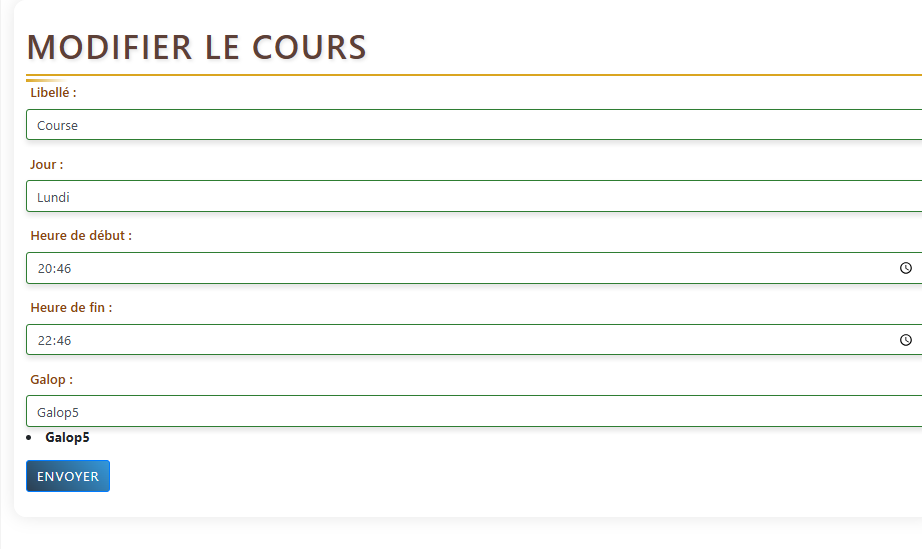 MODIFIER LE COURS
Libellé :
Course
Jour :
Lundi
Heure de début :
20:46
Heure de fin :
22:46
Galop :
Galop5
• Galop5
ENVOYER